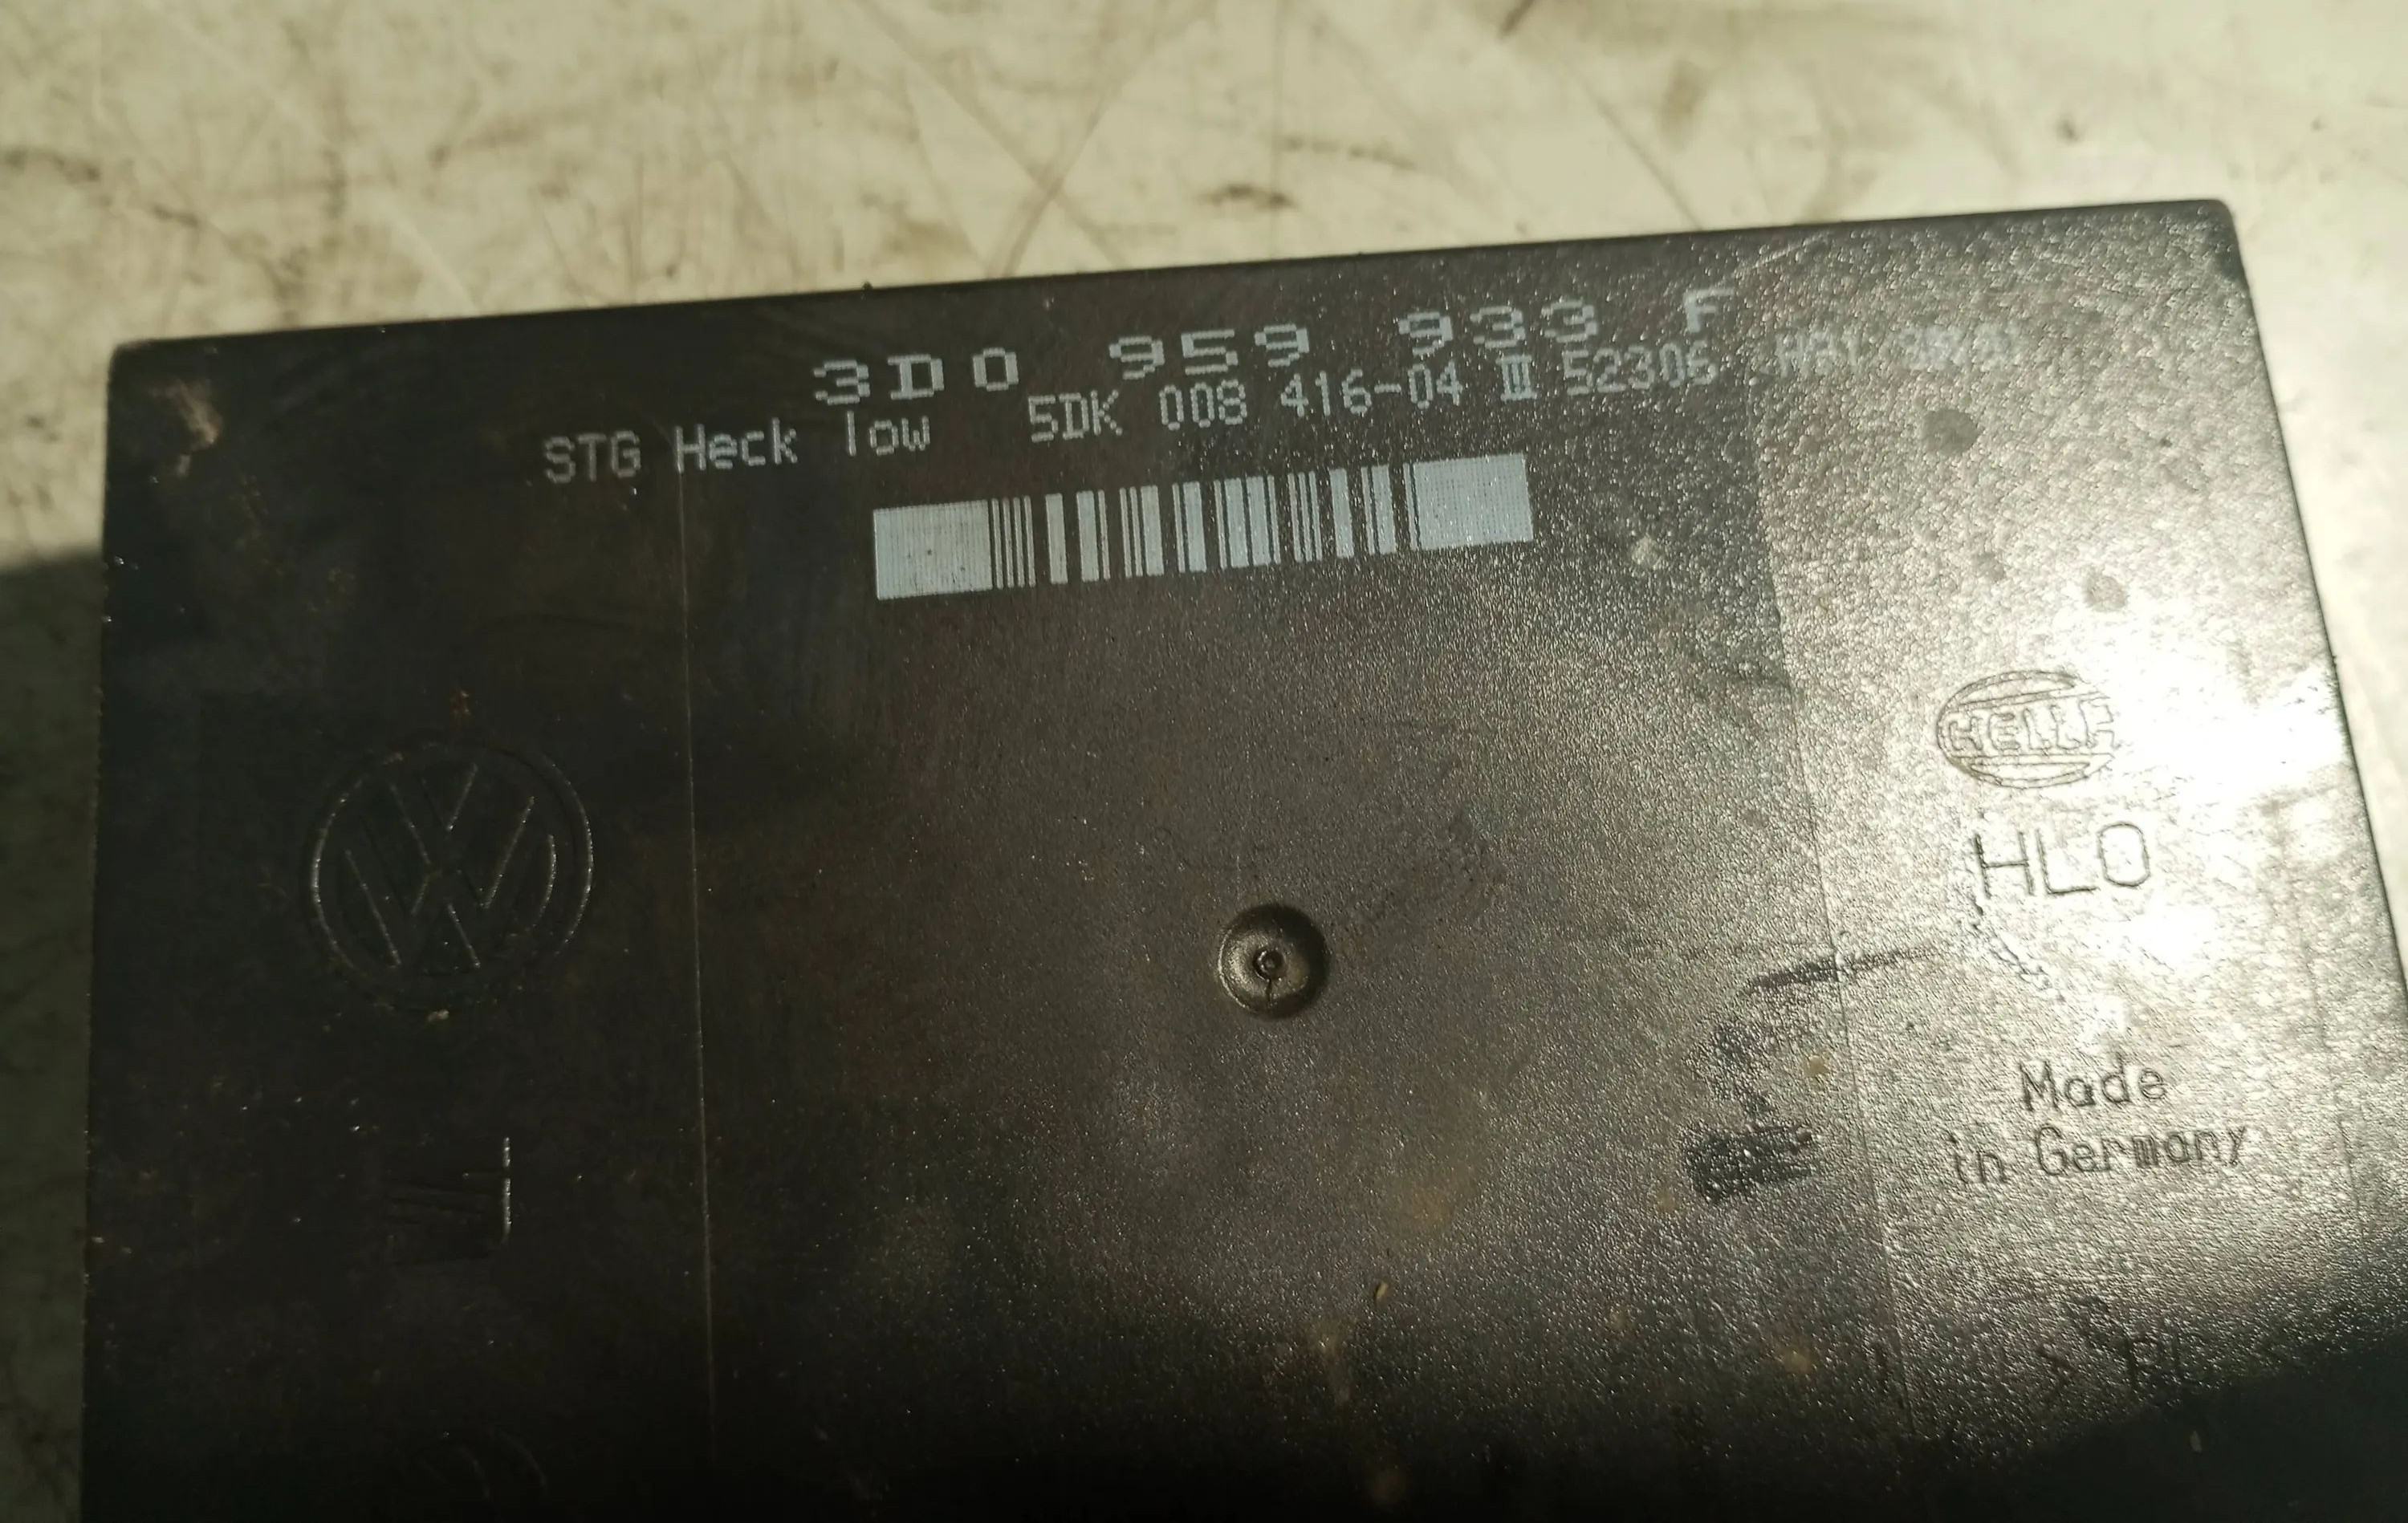 3D0 959 933 F
STG Heck low 5DK 008 416-04 III 52306
HELLA
HLO
Made
in Germany